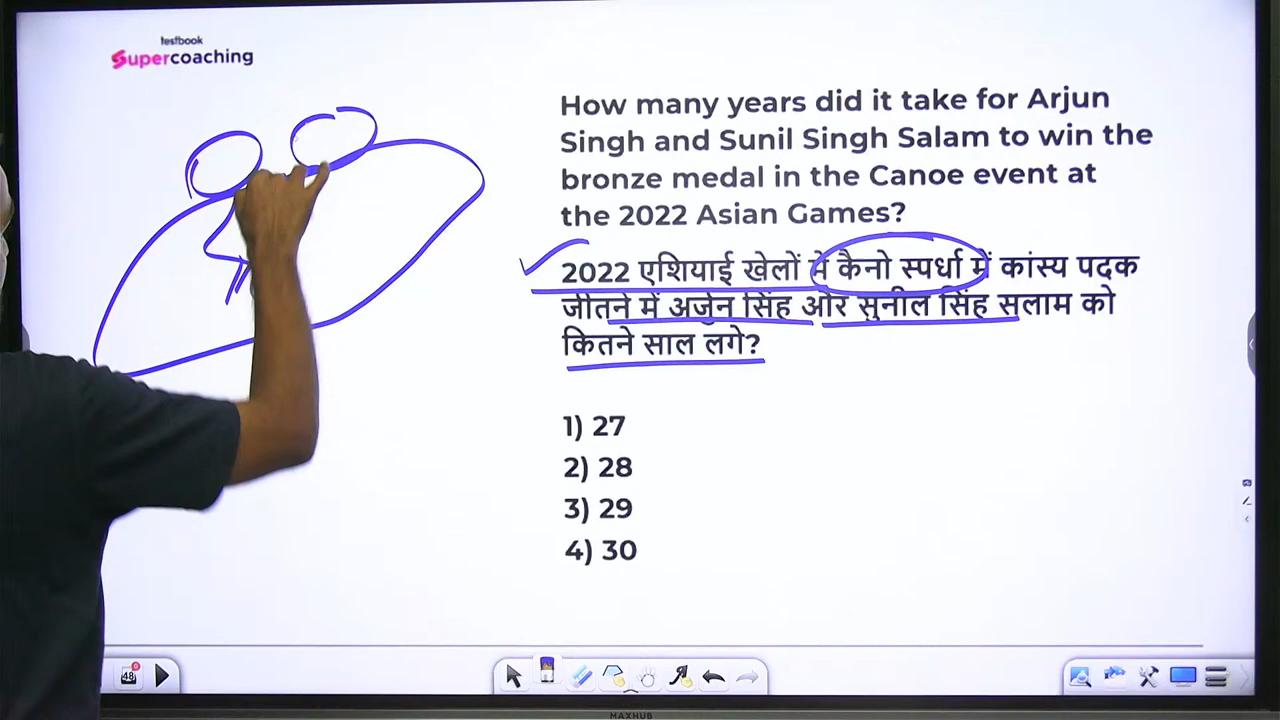 testbook
Supercoaching
How many years did it take for Arjun
Singh and Sunil Singh Salam to win the
bronze medal in the Canoe event at
the 2022 Asian Games?
2022 एशियाई खेलों में कैनो स्पर्धा में कांस्य पदक
जीतने में अर्जुन सिंह और सुनील सिंह सलाम को
कितने साल लगे?
1) 27
2) 28
3) 29
4) 30
48
MAXHUB